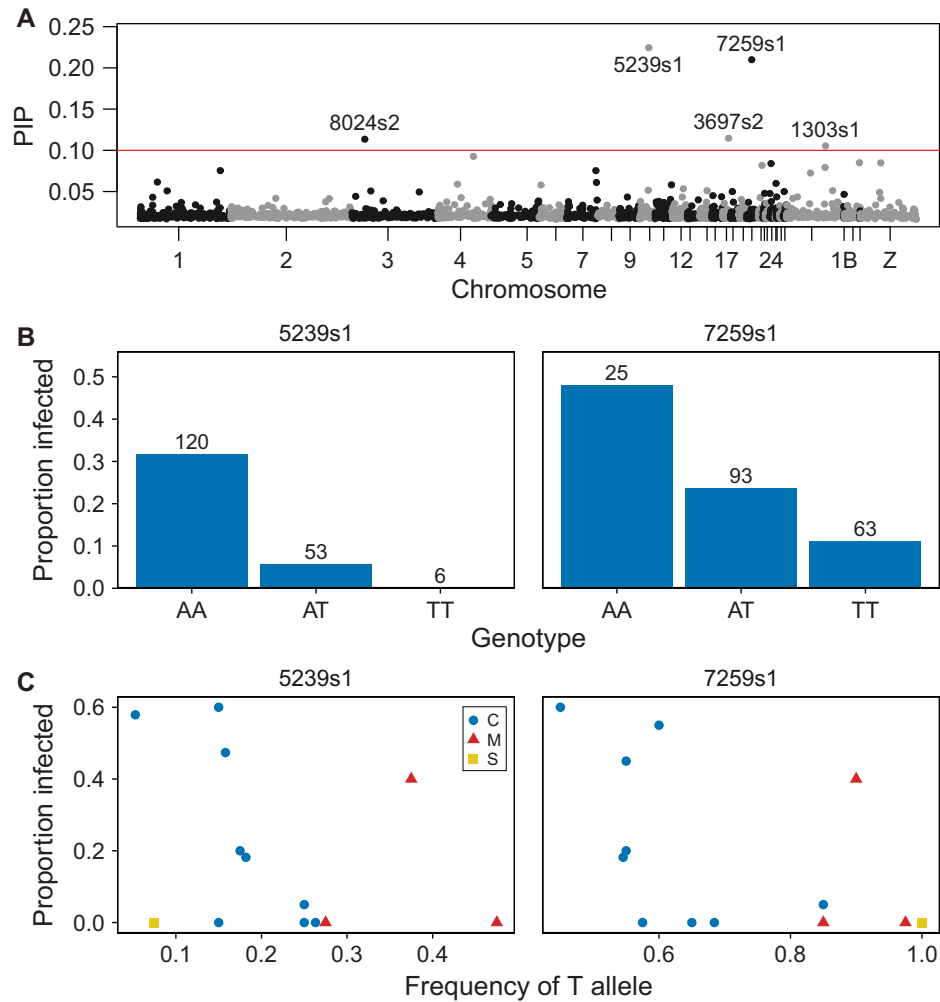 A
PIP
0.25
0.20
0.15
0.10
0.05
8024s2
5239s1
7259s1
3697s2
1303s1
1 2 3 4 5 7 9 12 17 24 1B Z
Chromosome
B
5239s1 7259s1
Proportion infected
0.5
0.4
0.3
0.2
0.1
0.0
120 53 6
25 93 63
AA AT TT AA AT TT
Genotype
C
5239s1 7259s1
Proportion infected
0.6
0.4
0.2
0.0
C
M
S
0.1 0.2 0.3 0.4 0.6 0.8 1.0
Frequency of T allele